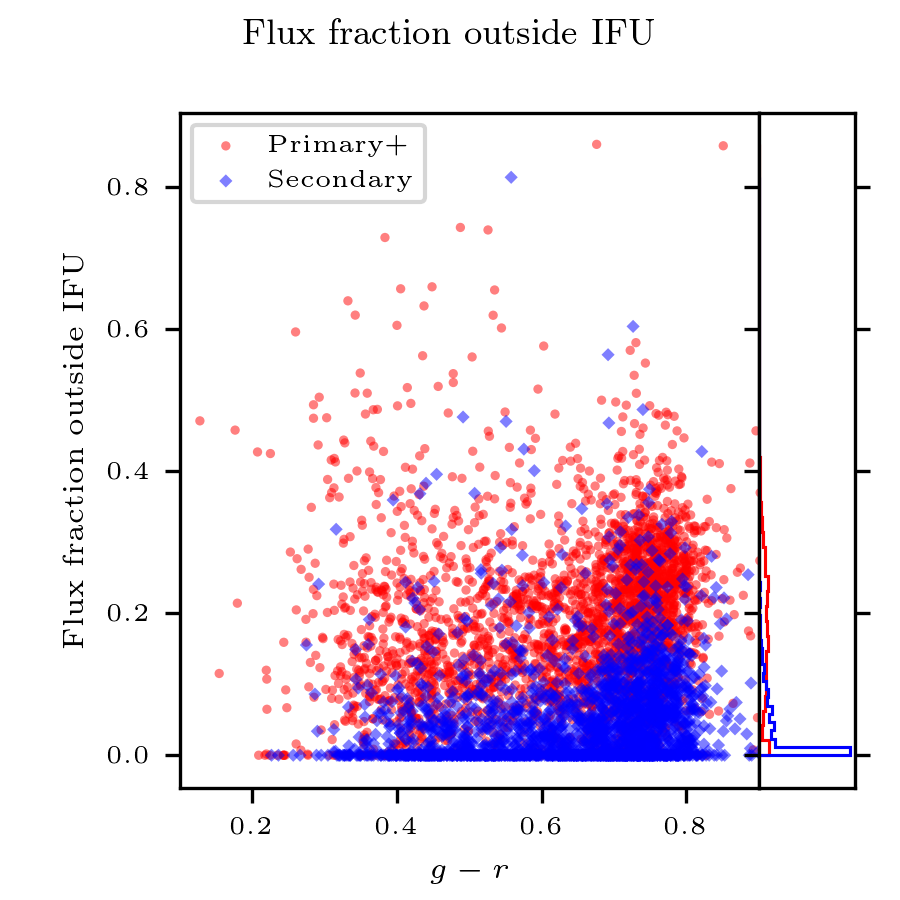 Flux fraction outside IFU
Primary+
Secondary
0.8
0.6
0.4
0.2
0.0
Flux fraction outside IFU
0.2 0.4 0.6 0.8
g − r